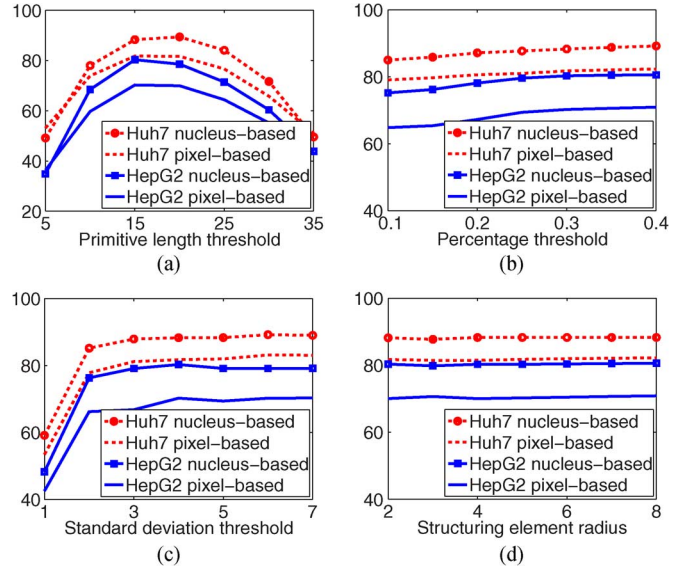 100
80
60
40
20
5
15
25
35
Huh7 nucleus−based
Huh7 pixel−based
HepG2 nucleus−based
HepG2 pixel−based
Primitive length threshold
(a)
100
80
60
40
0.1
0.2
0.3
0.4
Huh7 nucleus−based
Huh7 pixel−based
HepG2 nucleus−based
HepG2 pixel−based
Percentage threshold
(b)
100
80
60
40
1
3
5
7
Huh7 nucleus−based
Huh7 pixel−based
HepG2 nucleus−based
HepG2 pixel−based
Standard deviation threshold
(c)
100
80
60
40
2
4
6
8
Huh7 nucleus−based
Huh7 pixel−based
HepG2 nucleus−based
HepG2 pixel−based
Structuring element radius
(d)